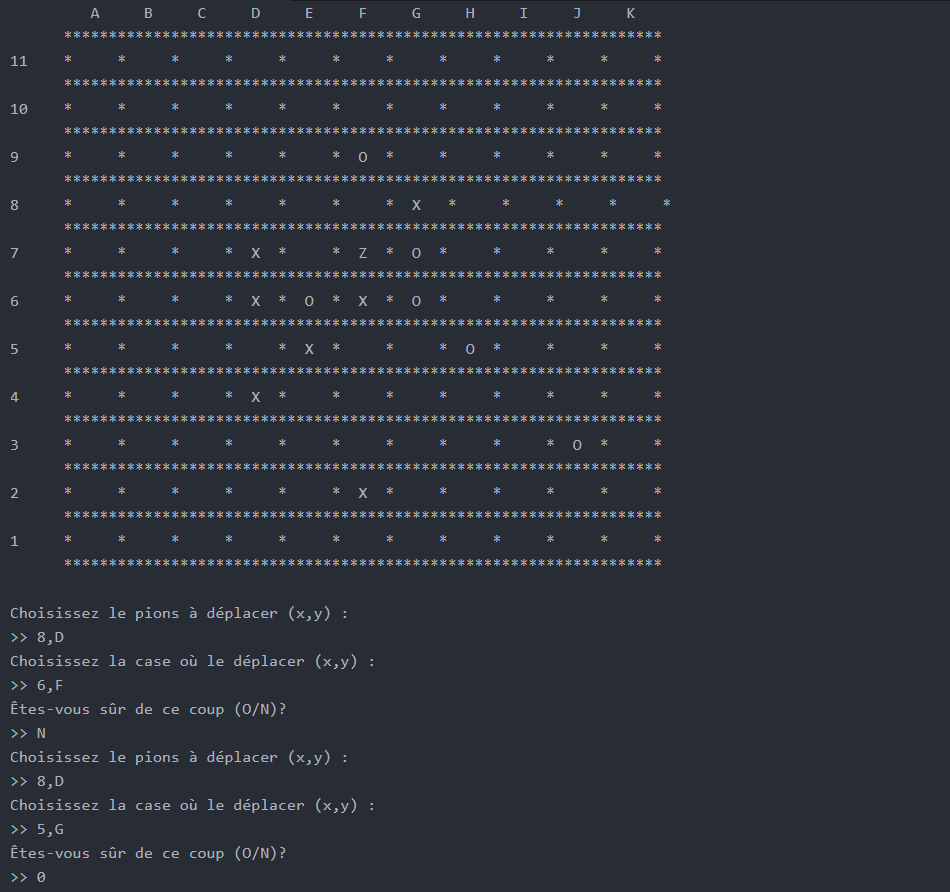 A     B     C     D     E     F     G     H     I     J     K
      *******************************************************************
11    *     *     *     *     *     *     *     *     *     *     *     *
      *******************************************************************
10    *     *     *     *     *     *     *     *     *     *     *     *
      *******************************************************************
9     *     *     *     *     *     *  O  *     *     *     *     *     *
      *******************************************************************
8     *     *     *     *     *     *     *  X   *     *     *     *     *
      *******************************************************************
7     *     *     *     *  X  *     *  Z  *  O  *     *     *     *     *
      *******************************************************************
6     *     *     *     *  X  *  O  *  X  *  O  *     *     *     *     *
      *******************************************************************
5     *     *     *     *     *  X  *     *     *  O  *     *     *     *
      *******************************************************************
4     *     *     *     *  X  *     *     *     *     *     *     *     *
      *******************************************************************
3     *     *     *     *     *     *     *     *     *     *  O  *     *
      *******************************************************************
2     *     *     *     *     *     *  X  *     *     *     *     *     *
      *******************************************************************
1     *     *     *     *     *     *     *     *     *     *     *     *
      *******************************************************************
Choisissez le pions à déplacer (x,y) :
>> 8,D
Choisissez la case où le déplacer (x,y) :
>> 6,F
Êtes-vous sûr de ce coup (O/N)?
>> N
Choisissez le pions à déplacer (x,y) :
>> 8,D
Choisissez la case où le déplacer (x,y) :
>> 5,G
Êtes-vous sûr de ce coup (O/N)?
>> 0